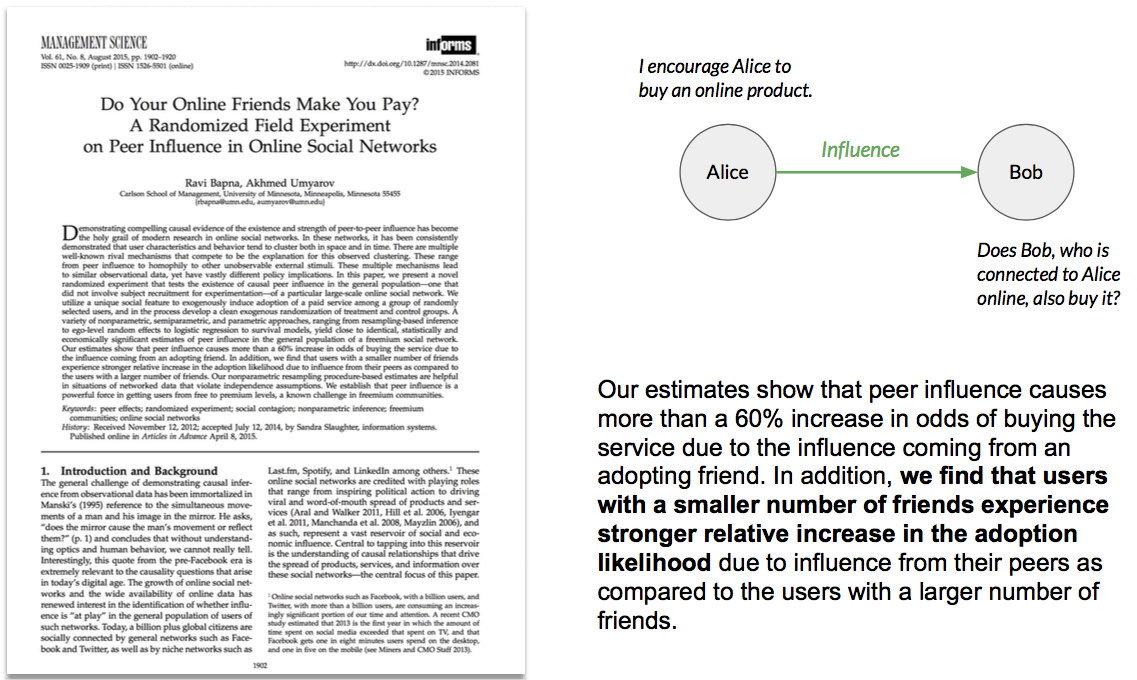 MANAGEMENT SCIENCE
Vol. 61, No. 8, August 2015, pp. 1902–1920
ISSN 0025-1909 (print) | ISSN 1526-5501 (online)
informs
http://dx.doi.org/10.1287/mnsc.2014.2081
©2015 INFORMS
Do Your Online Friends Make You Pay?
A Randomized Field Experiment
on Peer Influence in Online Social Networks
Ravi Bapna, Akhmed Umyarov
Carlson School of Management, University of Minnesota, Minneapolis, Minnesota 55455
{rbapna@umn.edu, aumyarov@umn.edu}
Demonstrating compelling causal evidence of the existence and strength of peer-to-peer influence has become
the holy grail of modern research in online social networks. In these networks, it has been consistently
demonstrated that user characteristics and behavior tend to cluster both in space and in time. There are multiple
well-known rival mechanisms that compete to be the explanation for this observed clustering. These range
from peer influence to homophily to other unobservable external stimuli. These multiple mechanisms lead
to similar observational data, yet have vastly different policy implications. In this paper, we present a novel
randomized experiment that tests the existence of causal peer influence in the general population—one that
did not involve subject recruitment for experimentation—of a particular large-scale online social network. We
utilize a unique social feature to exogenously induce adoption of a paid service among a group of randomly
selected users, and in the process develop a clean exogenous randomization of treatment and control groups. A
variety of nonparametric, semiparametric, and parametric approaches, ranging from resampling-based inference
to ego-level random effects to logistic regression to survival models, yield close to identical, statistically and
economically significant estimates of peer influence in the general population of a freemium social network.
Our estimates show that peer influence causes more than a 60% increase in odds of buying the service due to
the influence coming from an adopting friend. In addition, we find that users with a smaller number of friends
experience stronger relative increase in the adoption likelihood due to influence from their peers as compared to
the users with a larger number of friends. Our nonparametric resampling procedure-based estimates are helpful
in situations of networked data that violate independence assumptions. We establish that peer influence is a
powerful force in getting users from free to premium levels, a known challenge in freemium communities.
Keywords: peer effects; randomized experiment; social contagion; nonparametric inference; freemium
communities; online social networks
History: Received November 12, 2012; accepted July 12, 2014, by Sandra Slaughter, information systems.
Published online in Articles in Advance April 8, 2015.
1. Introduction and Background
The general challenge of demonstrating causal infer-
ence from observational data has been immortalized in
Manski's (1995) reference to the simultaneous move-
ments of a man and his image in the mirror. He asks,
"does the mirror cause the man's movement or reflect
them?" (p. 1) and concludes that without understand-
ing optics and human behavior, we cannot really tell.
Interestingly, this quote from the pre-Facebook era is
extremely relevant to the causality questions that arise
in today's digital age. The growth of online social net-
works and the wide availability of online data has
renewed interest in the identification of whether influ-
ence is "at play" in the general population of users of
such networks. Today, a billion plus global citizens are
socially connected by general networks such as Face-
book and Twitter, as well as by niche networks such as
Last.fm, Spotify, and LinkedIn among others.1 These
online social networks are credited with playing roles
that range from inspiring political action to driving
viral and word-of-mouth spread of products and ser-
vices (Aral and Walker 2011, Hill et al. 2006, Iyengar
et al. 2011, Manchanda et al. 2008, Mayzlin 2006), and
as such, represent a vast reservoir of social and eco-
nomic influence. Central to tapping into this reservoir
is the understanding of causal relationships that drive
the spread of products, services, and information over
these social networks—the central focus of this paper.
1 Online social networks such as Facebook, with a billion users, and
Twitter, with more than a billion users, are consuming an increas-
ingly significant portion of our time and attention. A recent CMO
study estimated that 2013 is the first year in which the amount of
time spent on social media exceeded that spent on TV, and that
Facebook gets one in eight minutes users spend on the desktop,
and one in five on the mobile (see Miners and CMO Staff 2013).
1902
I encourage Alice to
buy an online product.
Alice
Influence
Bob
Does Bob, who is
connected to Alice
online, also buy it?
Our estimates show that peer influence causes
more than a 60% increase in odds of buying the
service due to the influence coming from an
adopting friend. In addition, we find that users
with a smaller number of friends experience
stronger relative increase in the adoption
likelihood due to influence from their peers as
compared to the users with a larger number of
friends.